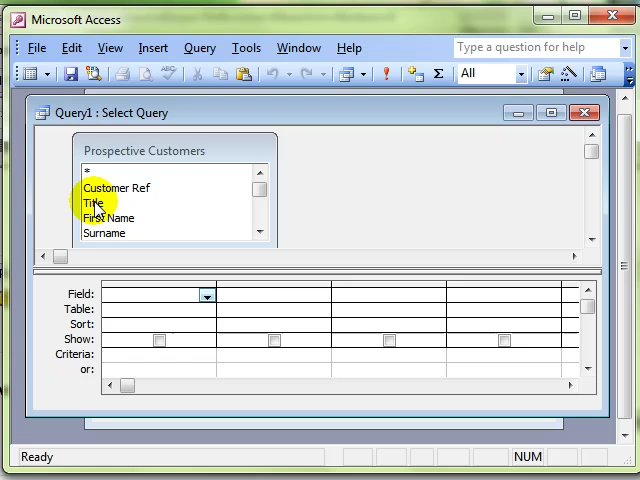 Microsoft Access
File Edit View Insert Query Tools Window Help Type a question for help
ABC Σ All
Query1 : Select Query
Prospective Customers
*
Customer Ref
Title
First Name
Surname
Field:
Table:
Sort:
Show:
Criteria:
or:
Ready NUM